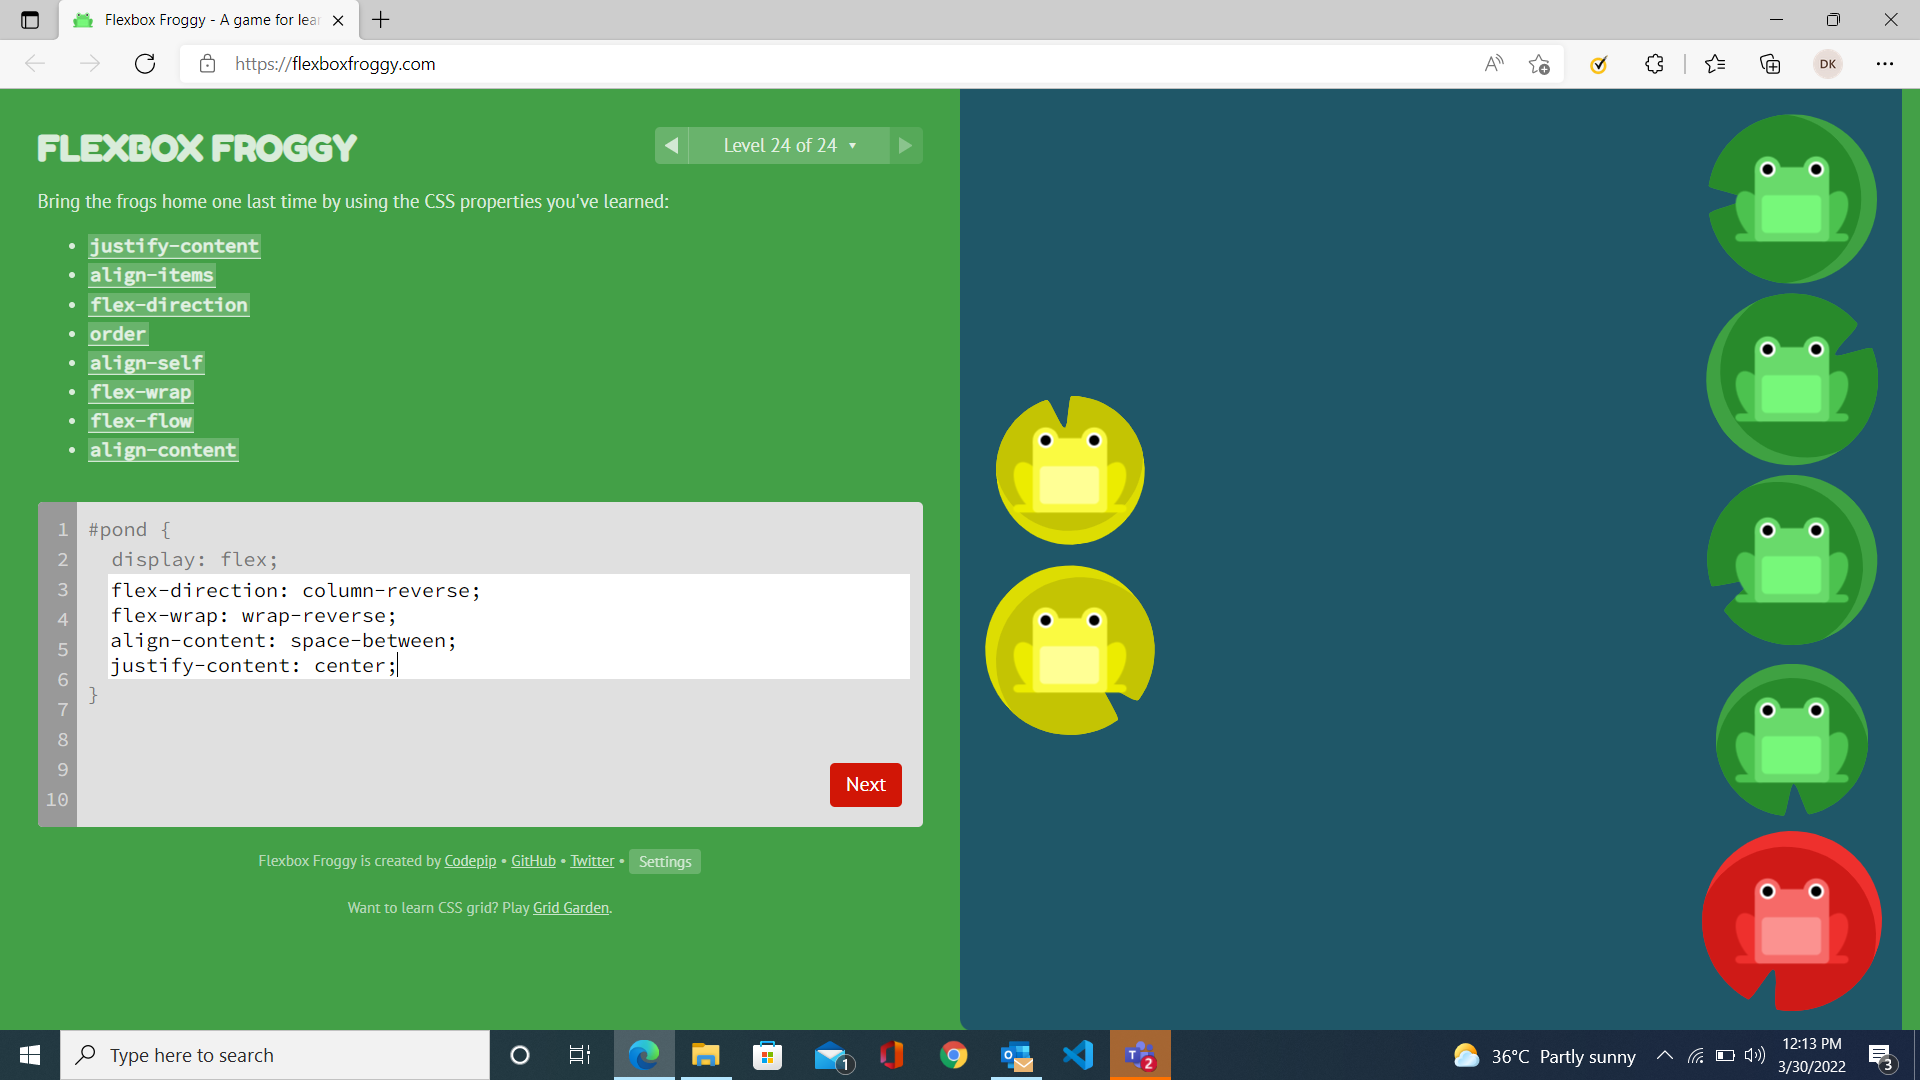 Flexbox Froggy - A game for lear
https://flexboxfroggy.com
DK
FLEXBOX FROGGY
Level 24 of 24 ▼
Bring the frogs home one last time by using the CSS properties you've learned:
• justify-content
• align-items
• flex-direction
• order
• align-self
• flex-wrap
• flex-flow
• align-content
1 #pond {
2 display: flex;
3 flex-direction: column-reverse;
4 flex-wrap: wrap-reverse;
5 align-content: space-between;
6 justify-content: center;
7 }
8
9
10
Next
Flexbox Froggy is created by Codepip • GitHub • Twitter • Settings
Want to learn CSS grid? Play Grid Garden.
Type here to search
1
2
36°C Partly sunny
12:13 PM
3/30/2022
3